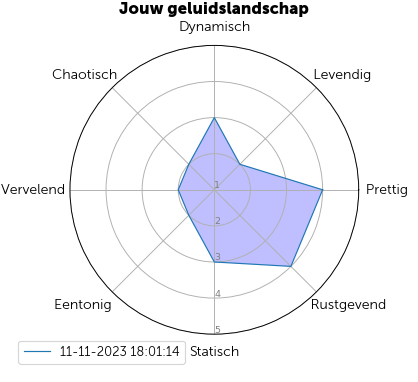 Jouw geluidslandschap
Dynamisch
Chaotisch
Levendig
Vervelend
1
Prettig
2
3
4
Eentonig
Rustgevend
5
11-11-2023 18:01:14
Statisch